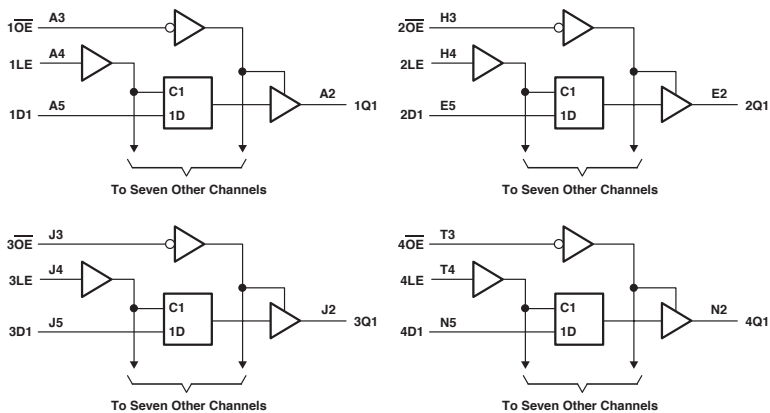 1OE A3
1LE A4
C1
A2
1Q1
1D1 A5
1D
To Seven Other Channels
2OE H3
2LE H4
C1
E2
2Q1
2D1 E5
1D
To Seven Other Channels
3OE J3
3LE J4
C1
J2
3Q1
3D1 J5
1D
To Seven Other Channels
4OE T3
4LE T4
C1
N2
4Q1
4D1 N5
1D
To Seven Other Channels